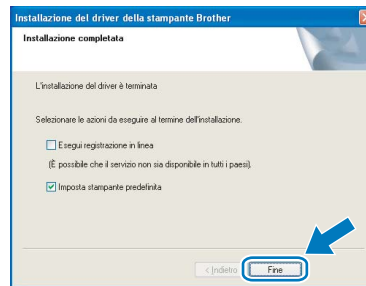 Installazione del driver della stampante Brother
Installazione completata
L'installazione del driver è terminata
Selezionare le azioni da eseguire al termine dell'installazione.
Esegui registrazione in linea
(È possibile che il servizio non sia disponibile in tutti i paesi).
Imposta stampante predefinita
< Indietro
Fine